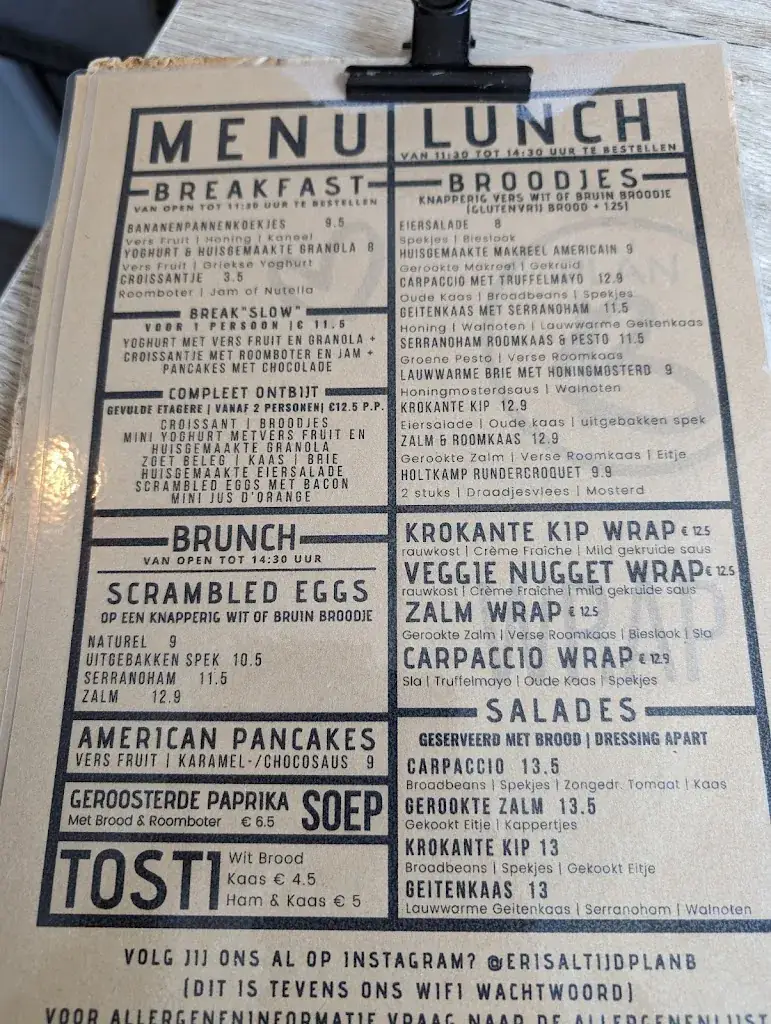 MENU
BREAKFAST
VAN OPEN TOT 11:30 UUR TE BESTELLEN
BANANENPANNENKOEKJES 9.5
Vers Fruit | Honing | Kaneel
YOGHURT & HUISGEMAAKTE GRANOLA 8
Vers Fruit | Griekse Yoghurt
CROISSANTJE 3.5
Roomboter | Jam of Nutella
BREAK"SLOW"
VOOR 1 PERSOON | € 11.5
YOGHURT MET VERS FRUIT EN GRANOLA +
CROISSANTJE MET ROOMBOTER EN JAM +
PANCAKES MET CHOCOLADE
COMPLEET ONTBIJT
GEVULDE ETAGERE | VANAF 2 PERSONEN| €12.5 P.P.
CROISSANT | BROODJES
MINI YOGHURT METVERS FRUIT EN
HUISGEMAAKTE GRANOLA
ZOET BELEG | KAAS | BRIE
HUISGEMAAKTE EIERSALADE
SCRAMBLED EGGS MET BACON
MINI JUS D'ORANGE
BRUNCH
VAN OPEN TOT 14:30 UUR
SCRAMBLED EGGS
OP EEN KNAPPERIG WIT OF BRUIN BROODJE
NATUREL 9
UITGEBAKKEN SPEK 10.5
SERRANOHAM 11.5
ZALM 12.9
AMERICAN PANCAKES
VERS FRUIT | KARAMEL-/CHOCOSAUS 9
GEROOSTERDE PAPRIKA SOEP
Met Brood & Roomboter € 6.5
TOSTI
Wit Brood
Kaas € 4.5
Ham & Kaas € 5
LUNCH
VAN 11:30 TOT 14:30 UUR TE BESTELLEN
BROODJES
KNAPPERIG VERS WIT OF BRUIN BROODJE
(GLUTENVRIJ BROOD + 1.25)
EIERSALADE 8
Spekjes | Bieslook
HUISGEMAAKTE MAKREEL AMERICAIN 9
Gerookte Makreel | Gekruid
CARPACCIO MET TRUFFELMAYO 12.9
Oude Kaas | Broadbeans | Spekjes
GEITENKAAS MET SERRANOHAM 11.5
Honing | Walnoten | Lauwwarme Geitenkaas
SERRANOHAM ROOMKAAS & PESTO 11.5
Groene Pesto | Verse Roomkaas
LAUWWARME BRIE MET HONINGMOSTERD 9
Honingmosterdsaus | Walnoten
KROKANTE KIP 12.9
Eiersalade | Oude kaas | uitgebakken spek
ZALM & ROOMKAAS 12.9
Gerookte Zalm | Verse Roomkaas | Eitje
HOLTKAMP RUNDERCROQUET 9.9
2 stuks | Draadjesvlees | Mosterd
KROKANTE KIP WRAP € 12.5
rauwkost | Crème Fraîche | Mild gekruide saus
VEGGIE NUGGET WRAP € 12.5
rauwkost | Crème Fraîche | mild gekruide saus
ZALM WRAP € 12.5
Gerookte Zalm | Verse Roomkaas | Bieslook | Sla
CARPACCIO WRAP € 12.9
Sla | Truffelmayo | Oude Kaas | Spekjes
SALADES
GESERVEERD MET BROOD | DRESSING APART
CARPACCIO 13.5
Broadbeans | Spekjes | Zongedr. Tomaat | Kaas
GEROOKTE ZALM 13.5
Gekookt Eitje | Kappertjes
KROKANTE KIP 13
Broadbeans | Spekjes | Gekookt Eitje
GEITENKAAS 13
Lauwwarme Geitenkaas | Serranoham | Walnoten
VOLG JIJ ONS AL OP INSTAGRAM? @ERISALTIJDPLANB
(DIT IS TEVENS ONS WIFI WACHTWOORD)
VOOR ALLERGENENINFORMATIE VRAAG NAAR DE ALLERGENENLIJST